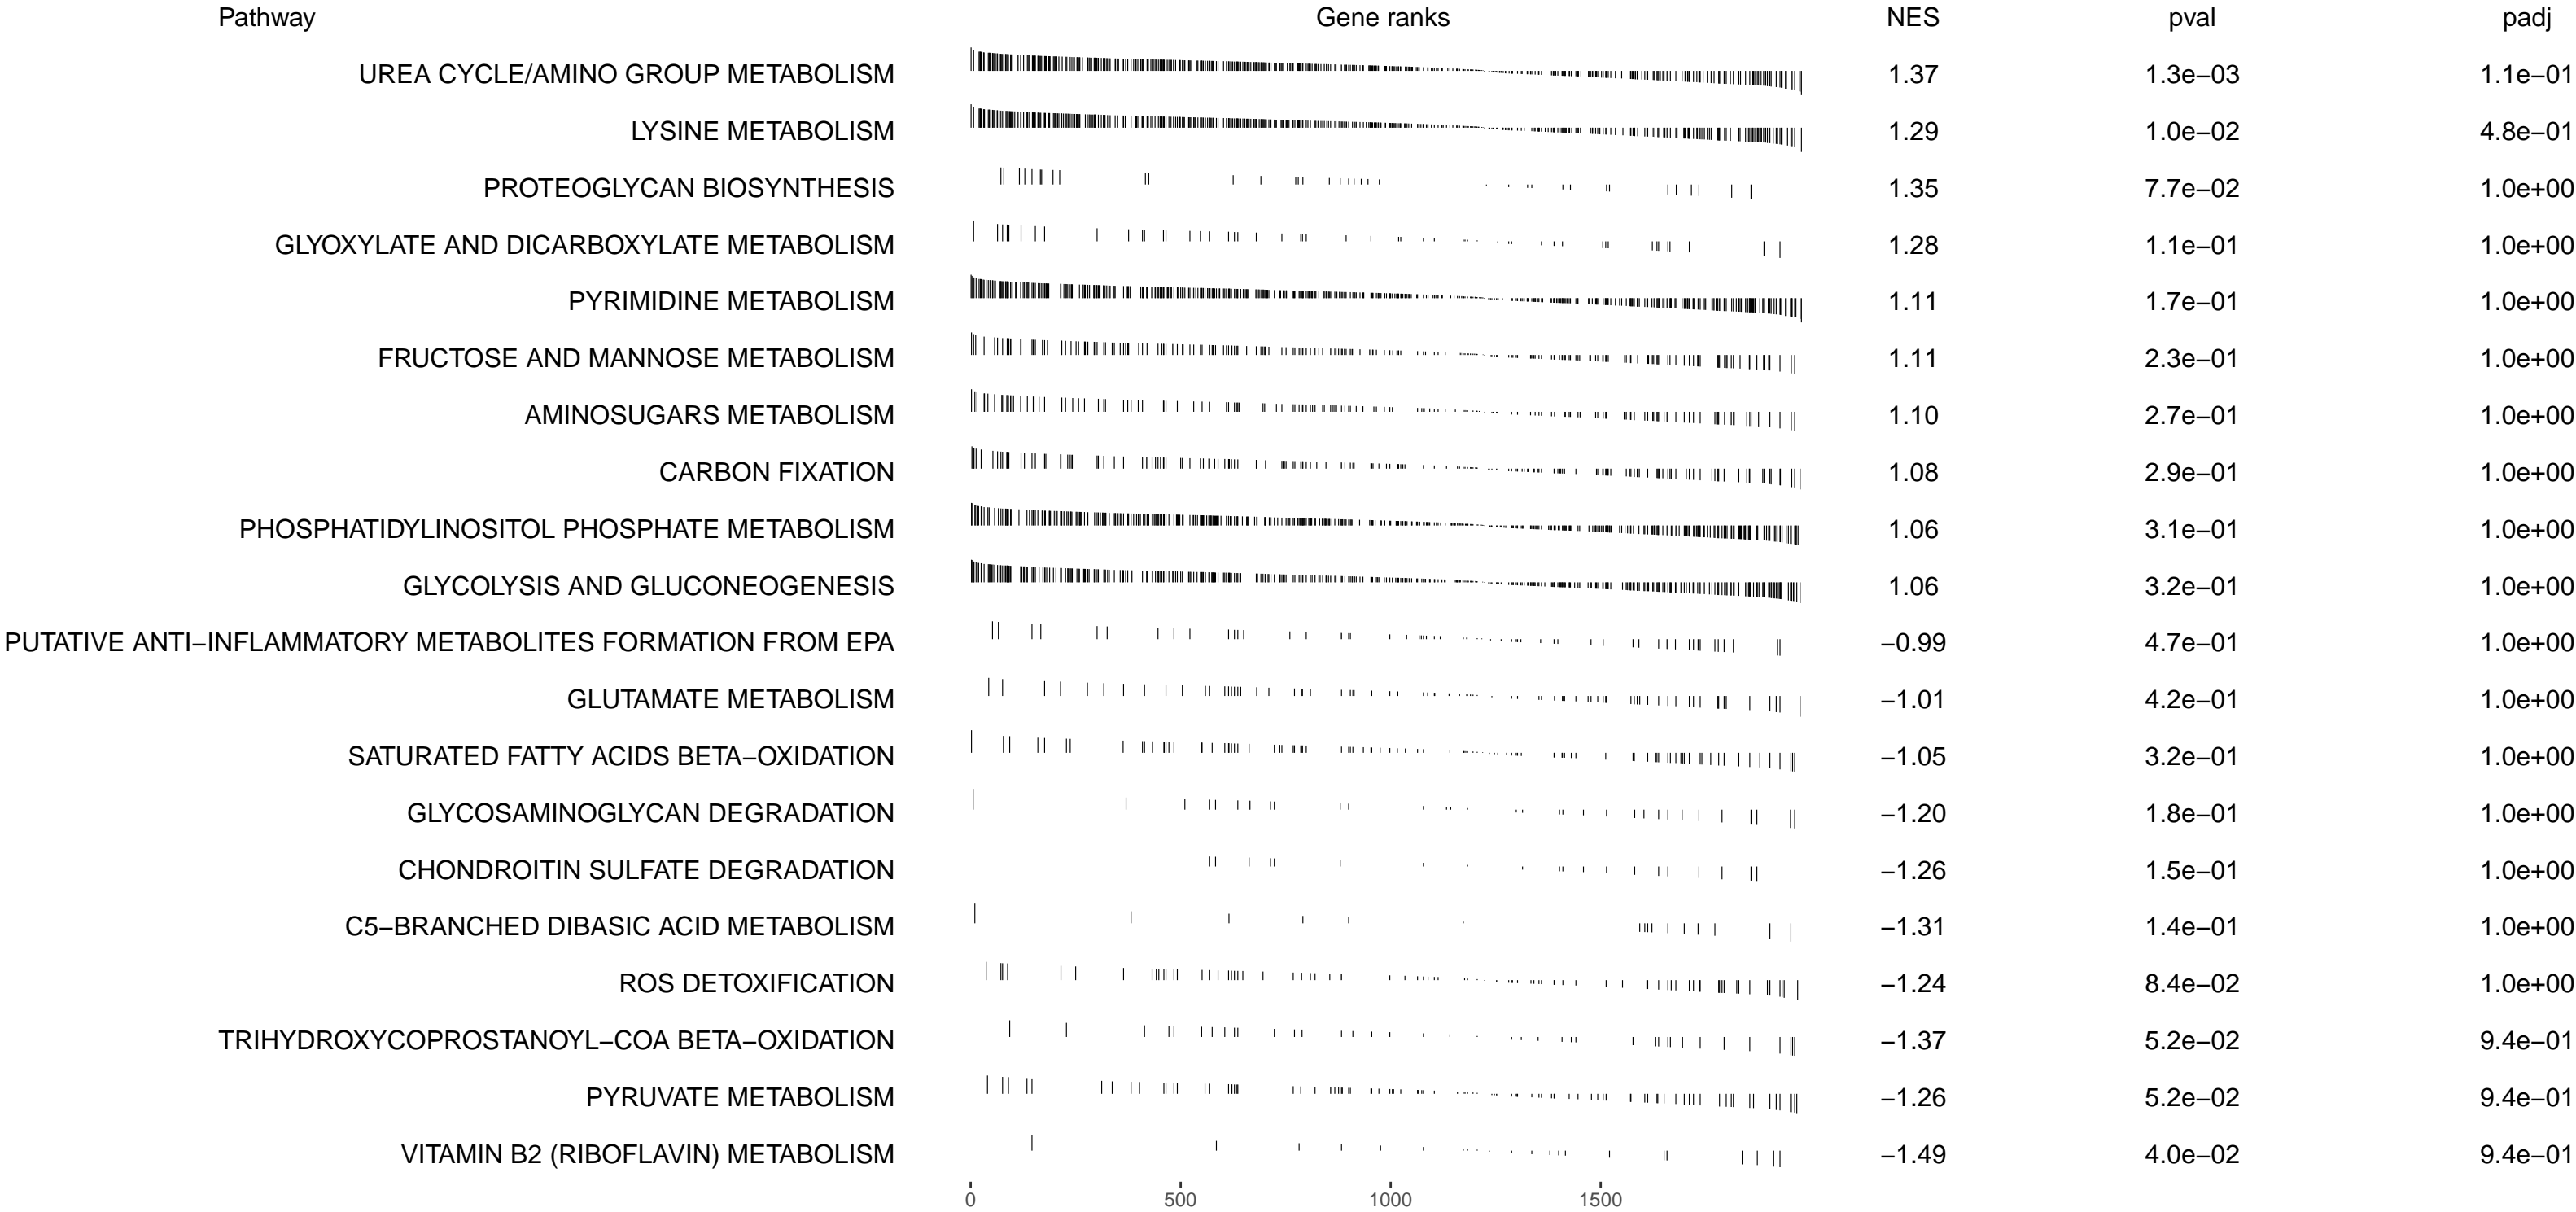 Pathway Gene ranks NES pval padj
UREA CYCLE/AMINO GROUP METABOLISM 1.37 1.3e−03 1.1e−01
LYSINE METABOLISM 1.29 1.0e−02 4.8e−01
PROTEOGLYCAN BIOSYNTHESIS 1.35 7.7e−02 1.0e+00
GLYOXYLATE AND DICARBOXYLATE METABOLISM 1.28 1.1e−01 1.0e+00
PYRIMIDINE METABOLISM 1.11 1.7e−01 1.0e+00
FRUCTOSE AND MANNOSE METABOLISM 1.11 2.3e−01 1.0e+00
AMINOSUGARS METABOLISM 1.10 2.7e−01 1.0e+00
CARBON FIXATION 1.08 2.9e−01 1.0e+00
PHOSPHATIDYLINOSITOL PHOSPHATE METABOLISM 1.06 3.1e−01 1.0e+00
GLYCOLYSIS AND GLUCONEOGENESIS 1.06 3.2e−01 1.0e+00
PUTATIVE ANTI−INFLAMMATORY METABOLITES FORMATION FROM EPA −0.99 4.7e−01 1.0e+00
GLUTAMATE METABOLISM −1.01 4.2e−01 1.0e+00
SATURATED FATTY ACIDS BETA−OXIDATION −1.05 3.2e−01 1.0e+00
GLYCOSAMINOGLYCAN DEGRADATION −1.20 1.8e−01 1.0e+00
CHONDROITIN SULFATE DEGRADATION −1.26 1.5e−01 1.0e+00
C5−BRANCHED DIBASIC ACID METABOLISM −1.31 1.4e−01 1.0e+00
ROS DETOXIFICATION −1.24 8.4e−02 1.0e+00
TRIHYDROXYCOPROSTANOYL−COA BETA−OXIDATION −1.37 5.2e−02 9.4e−01
PYRUVATE METABOLISM −1.26 5.2e−02 9.4e−01
VITAMIN B2 (RIBOFLAVIN) METABOLISM −1.49 4.0e−02 9.4e−01
0 500 1000 1500